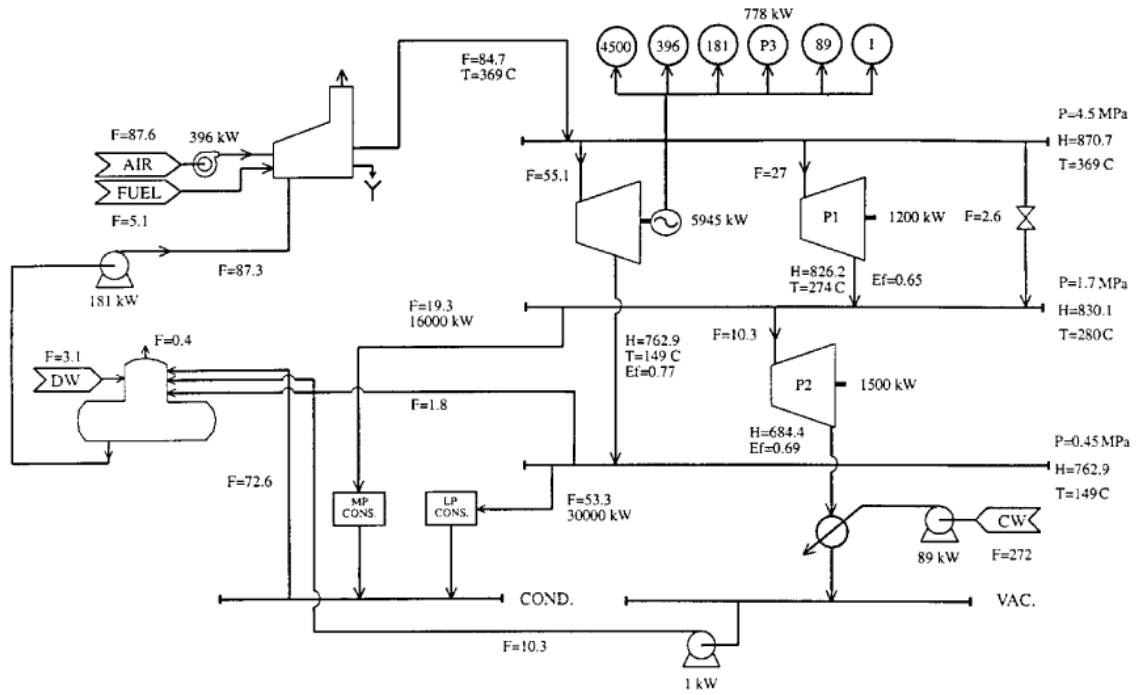 778 kW
4500
396
181
P3
89
1
F=84.7
T=369 C
F=87.6
396 kW
AIR
FUEL
F=5.1
F=87.3
181 kW
P=4.5 MPa
H=870.7
T=369 C
F=55.1
5945 kW
F=27
P1
1200 kW
F=2.6
H=826.2
T=274 C
Ef=0.65
P=1.7 MPa
H=830.1
T=280C
F=19.3
16000 kW
F=0.4
F=3.1
DW
F=1.8
H=762.9
T=149 C
Ef=0.77
F=10.3
P2
1500 kW
H=684.4
Ef=0.69
P=0.45 MPa
H=762.9
T=149 C
F=72.6
MP
CONS.
LP
CONS.
F=53.3
30000 kW
CW
89 kW
F=272
COND.
VAC.
F=10.3
1 kW